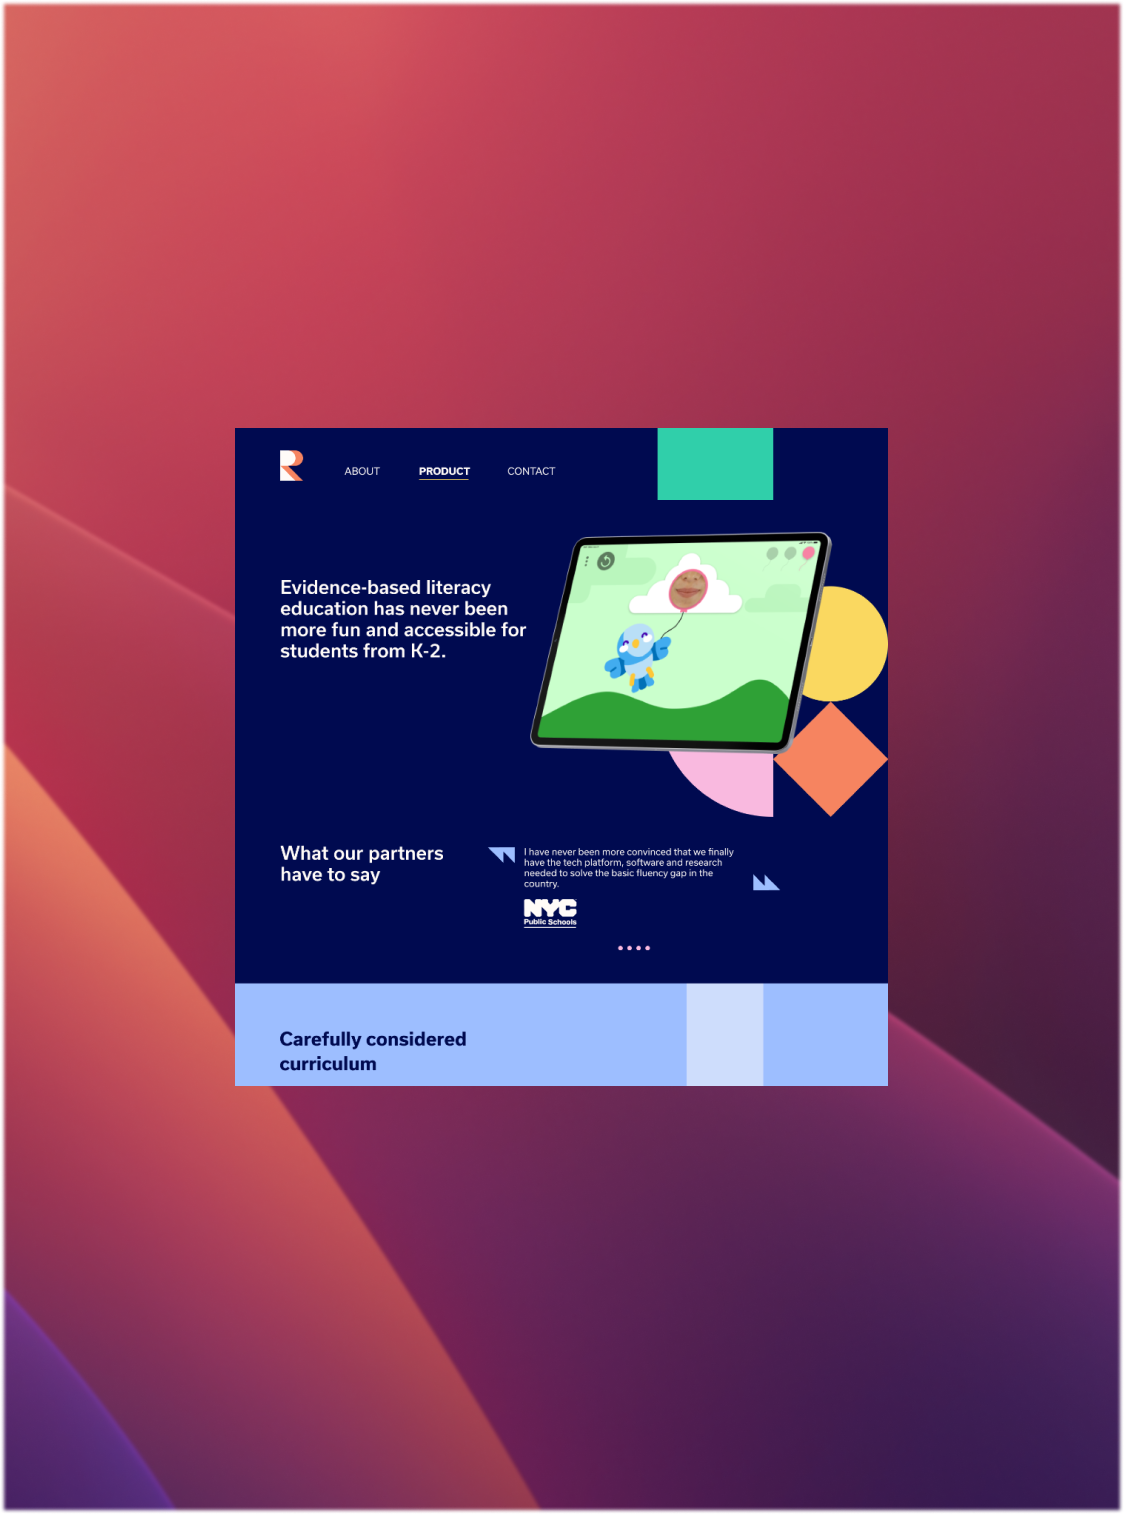 R
ABOUT PRODUCT CONTACT
Evidence-based literacy
education has never been
more fun and accessible for
students from K-2.
What our partners
have to say
I have never been more convinced that we finally
have the tech platform, software and research
needed to solve the basic fluency gap in the
country.
NYC
Public Schools
Carefully considered
curriculum